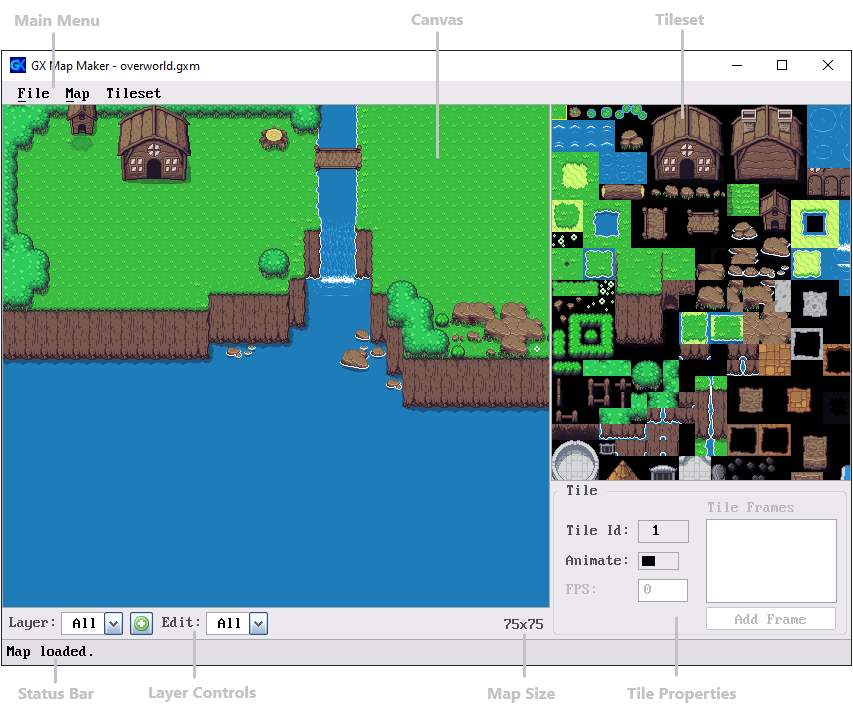 Main Menu
Canvas
Tileset
GX Map Maker - overworld.gxm
File Map Tileset
Tile
Tile Frames
Tile Id: 1
Animate:
FPS: 0
Add Frame
Layer: All Edit: All 75x75
Map loaded.
Status Bar
Layer Controls
Map Size
Tile Properties